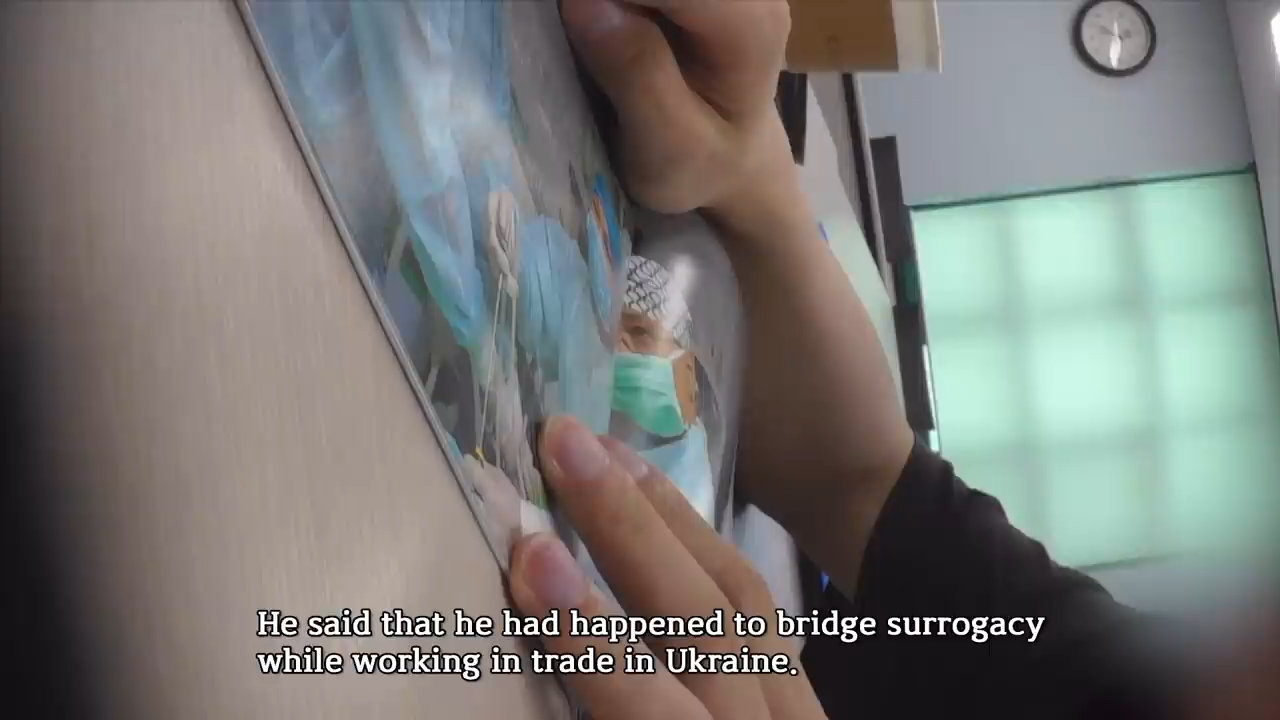 He said that he had happened to bridge surrogacy
while working in trade in Ukraine.